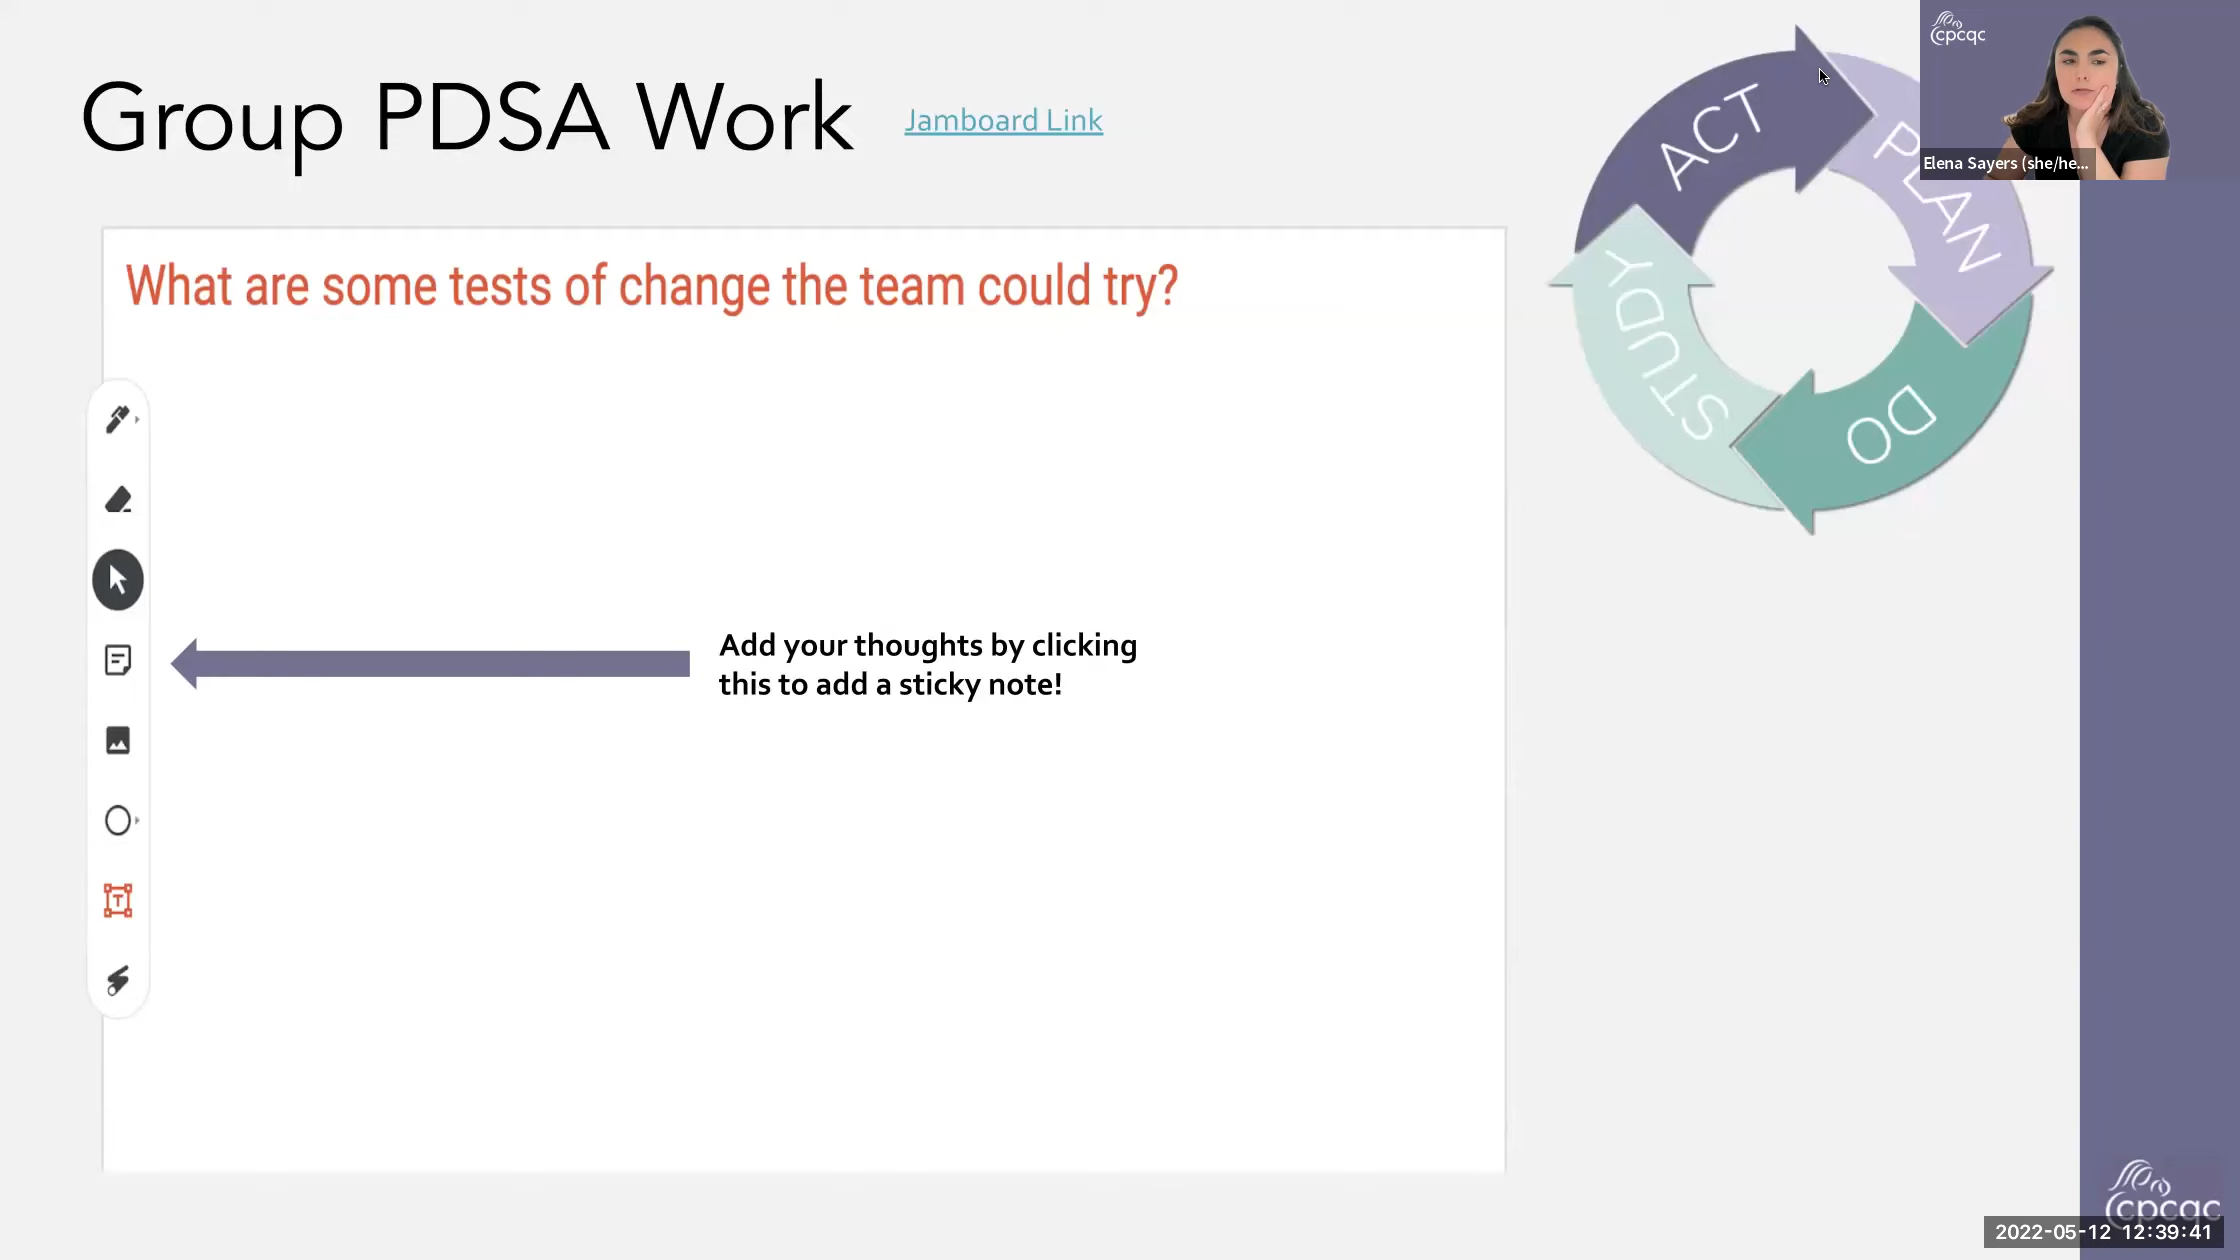 Group PDSA Work
Jamboard Link
cpcqc
Elena Sayers (she/he...
ACT
PLAN
DO
STUDY
What are some tests of change the team could try?
Add your thoughts by clicking
this to add a sticky note!
T
cpcqc
2022-05-12 12:39:41